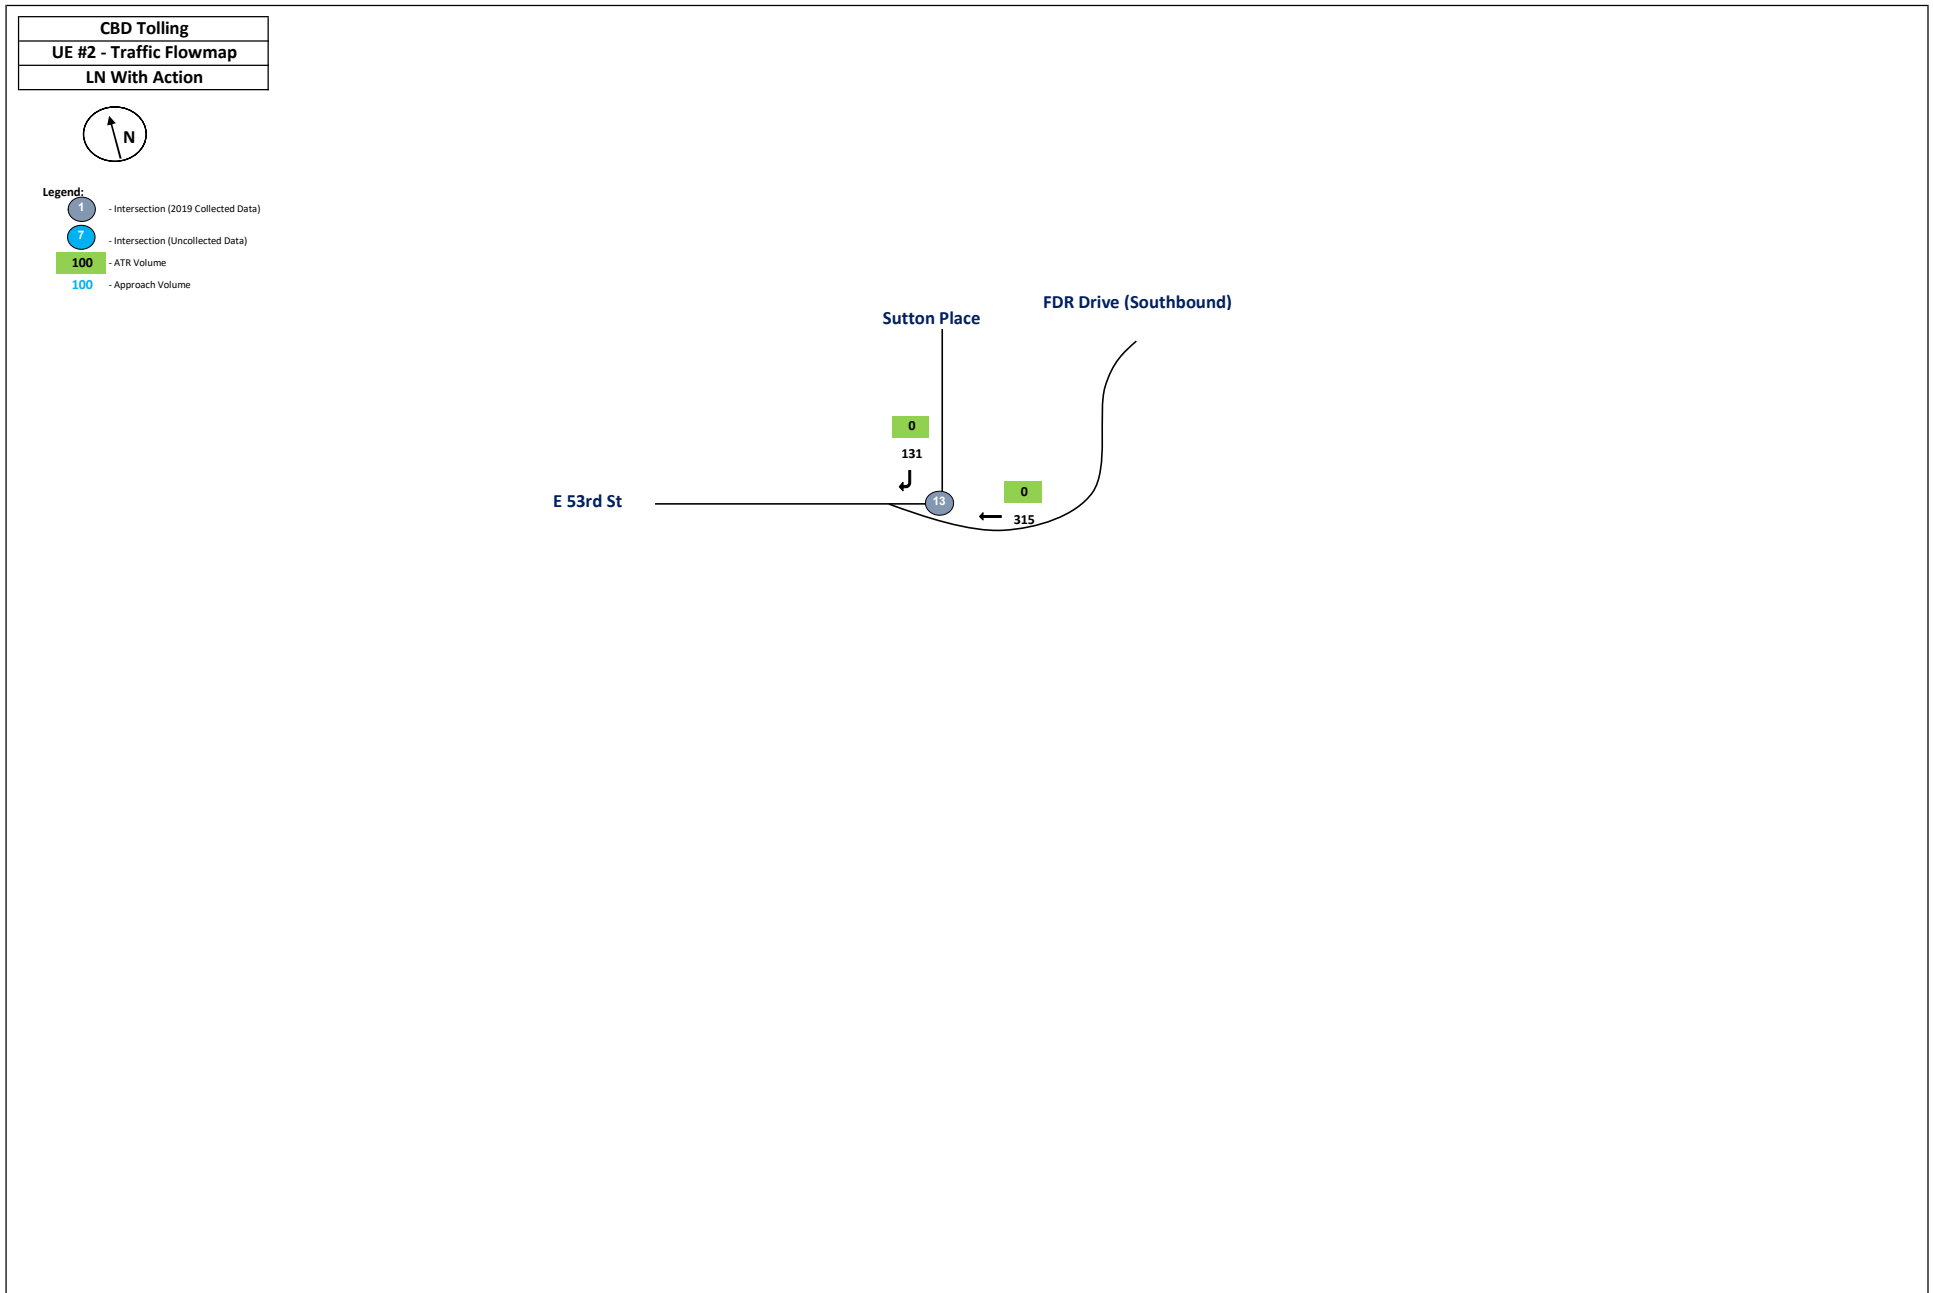 CBD Tolling
UE #2 - Traffic Flowmap
LN With Action
N
Legend:
1 - Intersection (2019 Collected Data)
7 - Intersection (Uncollected Data)
100 - ATR Volume
100 - Approach Volume
FDR Drive (Southbound)
Sutton Place
0
131
0
E 53rd St
13
315